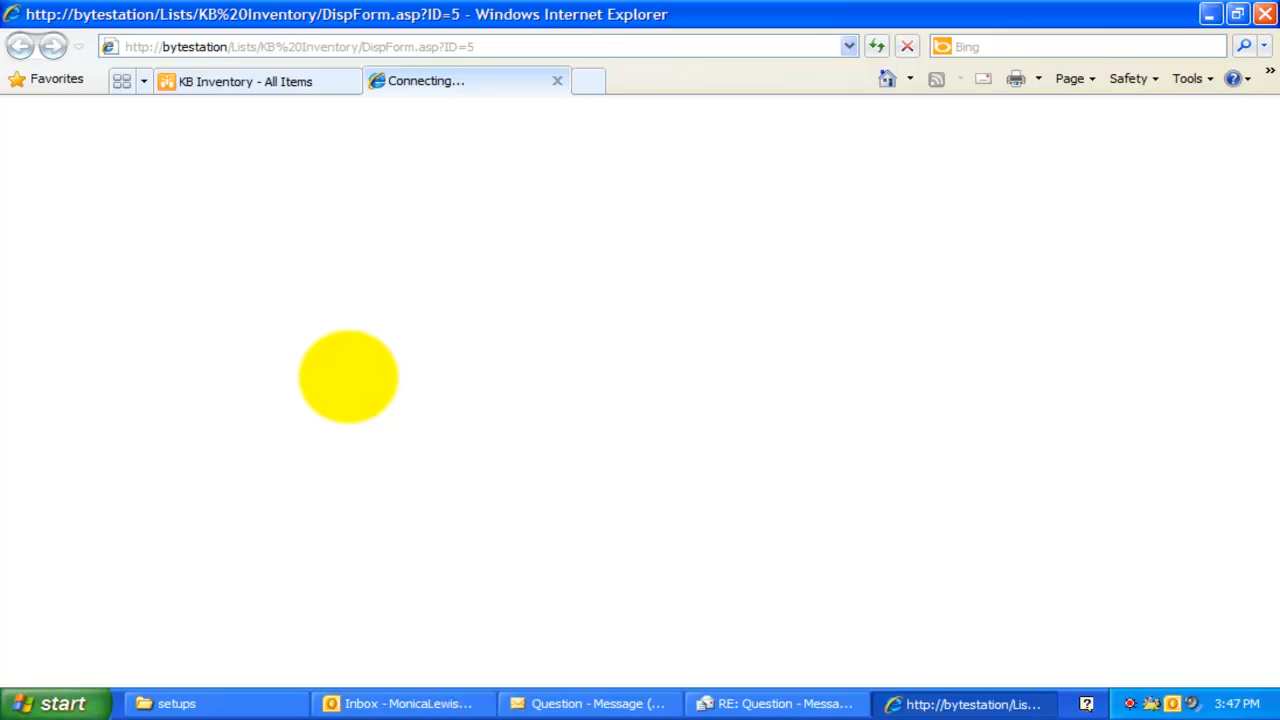 http://bytestation/Lists/KB%20Inventory/DispForm.asp?ID=5 - Windows Internet Explorer
http://bytestation/Lists/KB%20Inventory/DispForm.asp?ID=5
Bing
Favorites
KB Inventory - All Items
Connecting...
Page
Safety
Tools
»
start
setups
Inbox - MonicaLewis...
Question - Message (...
RE: Question - Messa...
http://bytestation/Lis...
3:47 PM